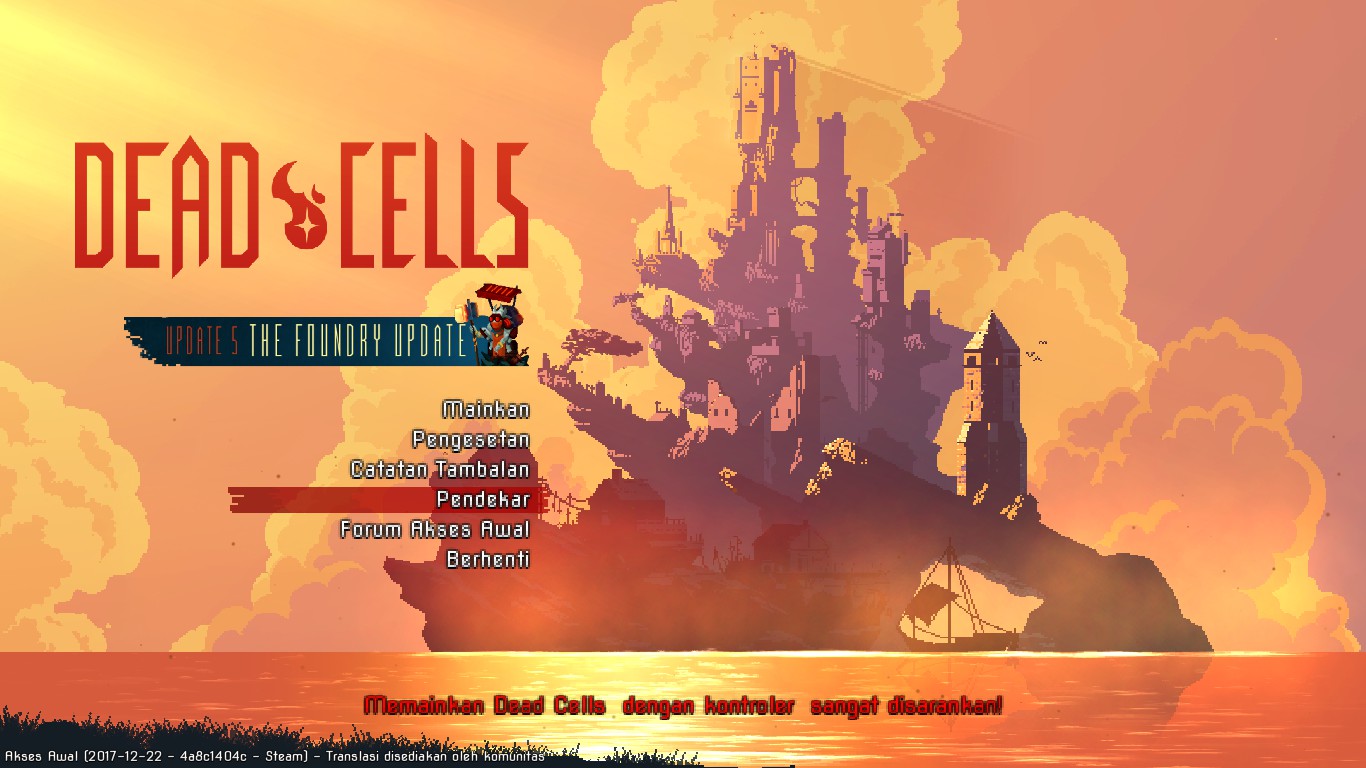 DEAD CELLS
UPDATE 5 THE FOUNDRY UPDATE
Mainkan
Pengesetan
Catatan Tambalan
Pendekar
Forum Akses Awal
Berhenti
Memainkan Dead Cells dengan kontroler sangat disarankan!
Akses Awal (2017-12-22 - 4a8c1404c - Steam) - Translasi disediakan oleh komunitas